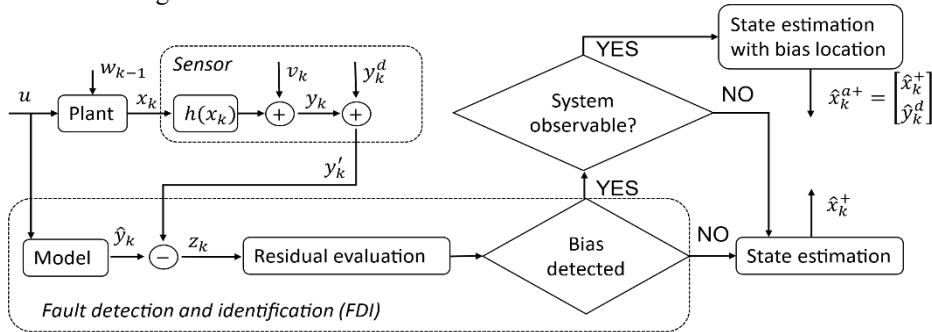 State estimation
with bias location
YES
Sensor
w_{k−1}
v_k
y_k^d
u
Plant
x_k
h(x_k)
+
y_k
+
System
observable?
NO
x̂_k^{a+} = [x̂_k^+
ŷ_k^d]
y_k′
YES
x̂_k^+
Model
ŷ_k
−
z_k
Residual evaluation
Bias
detected
NO
State estimation
Fault detection and identification (FDI)